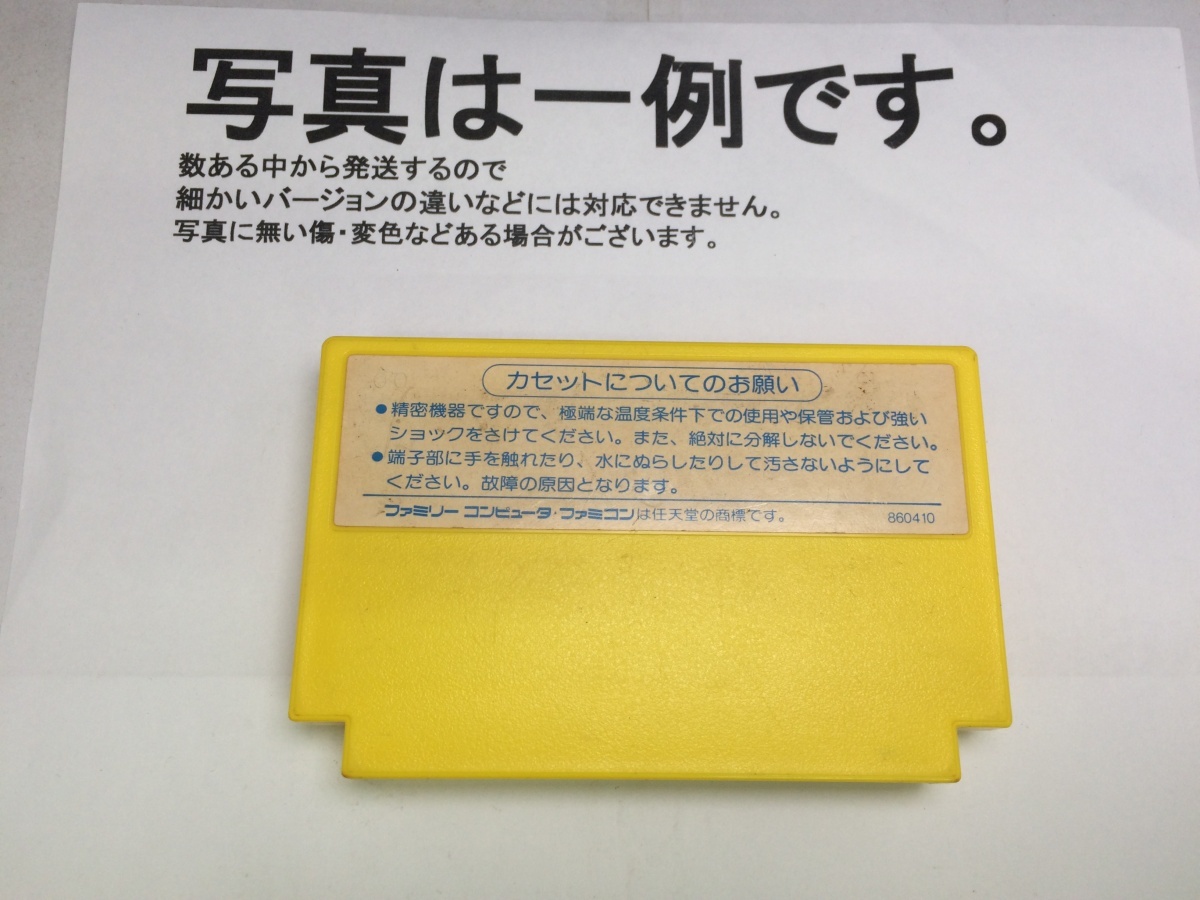 写真は一例です。
数ある中から発送するので
細かいバージョンの違いなどには対応できません。
写真に無い傷・変色などある場合がございます。
カセットについてのお願い
●精密機器ですので、極端な温度条件下での使用や保管および強い
ショックをさけてください。また、絶対に分解しないでください。
●端子部に手を触れたり、水にぬらしたりして汚さないようにして
ください。故障の原因となります。
ファミリーコンピュータ・ファミコンは任天堂の商標です。 860410